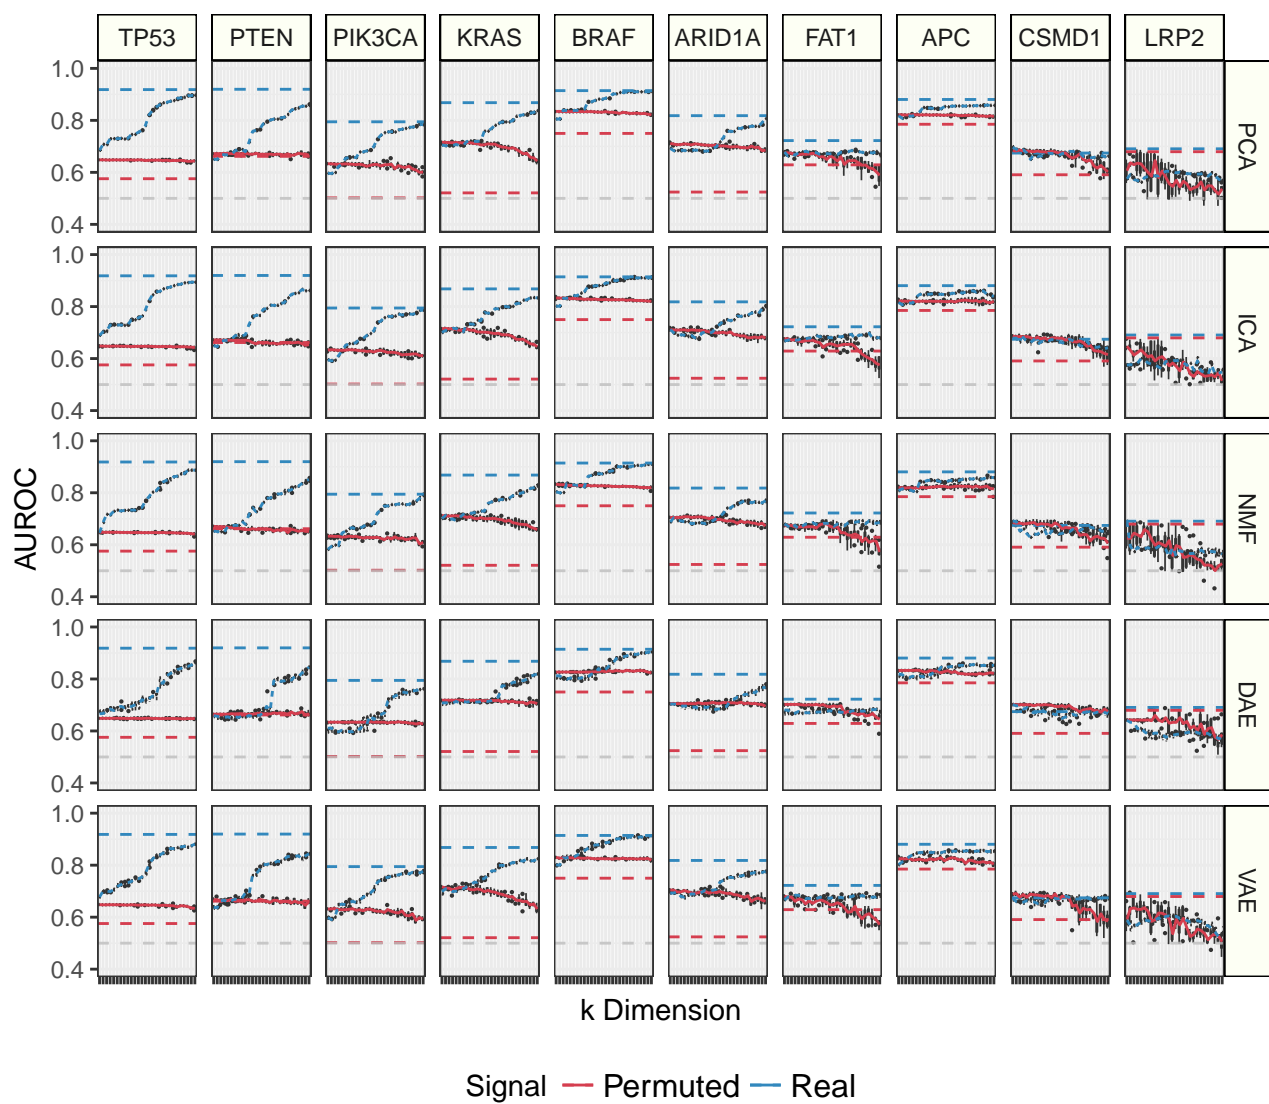 TP53 PTEN PIK3CA KRAS BRAF ARID1A FAT1 APC CSMD1 LRP2
1.0
0.8
0.6
0.4
PCA
1.0
0.8
0.6
0.4
ICA
1.0
0.8
0.6
0.4
NMF
1.0
0.8
0.6
0.4
DAE
1.0
0.8
0.6
0.4
VAE
AUROC
k Dimension
Signal Permuted Real